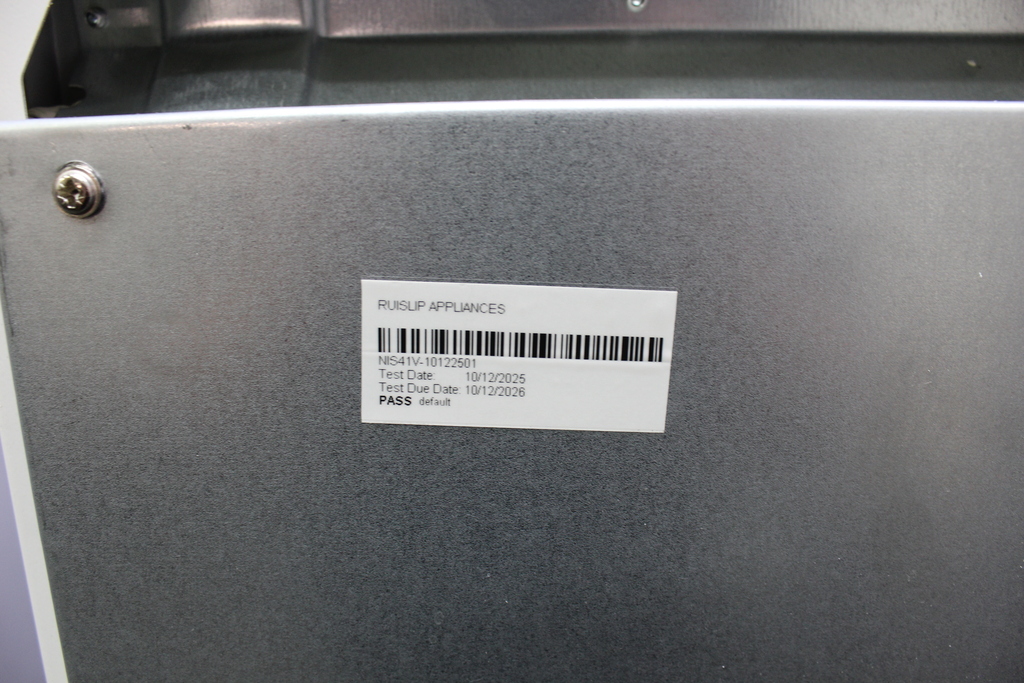 RUISLIP APPLIANCES
NIS41V-10122501
Test Date: 10/12/2025
Test Due Date: 10/12/2026
PASS default